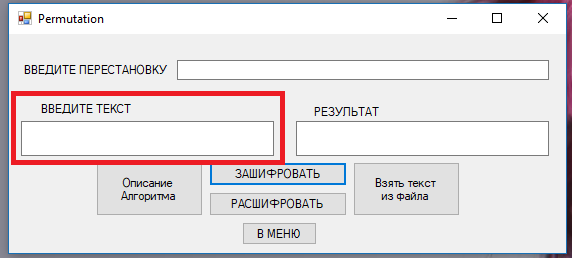 Permutation
ВВЕДИТЕ ПЕРЕСТАНОВКУ
ВВЕДИТЕ ТЕКСТ
РЕЗУЛЬТАТ
Описание
Алгоритма
ЗАШИФРОВАТЬ
РАСШИФРОВАТЬ
Взять текст
из файла
В МЕНЮ